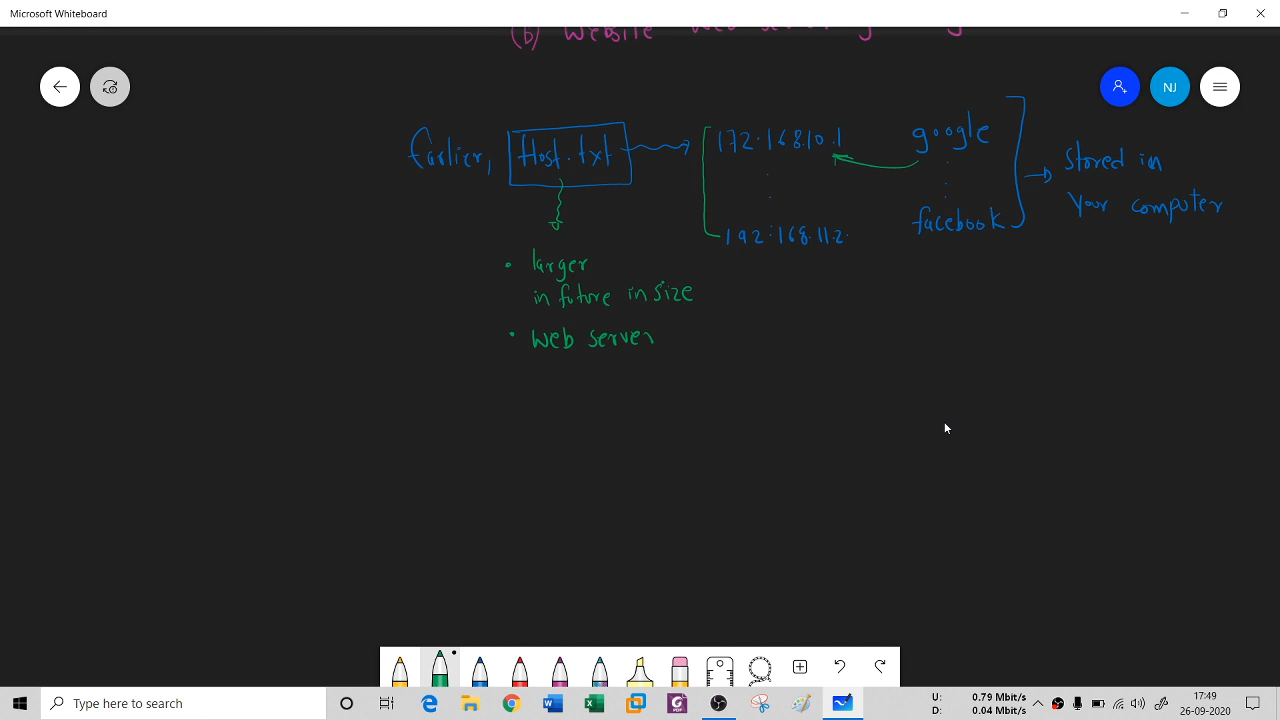 Microsoft Whiteboard
(b) Website
NJ
Earlier, Host.txt
172.168.10.1 google
192.168.11.2. facebook
Stored in
Your computer
• larger
in future in size
• Web server
Type here to search
U: 0.79 Mbit/s
D: 0.04 Mbit/s
17:49
26-09-2020